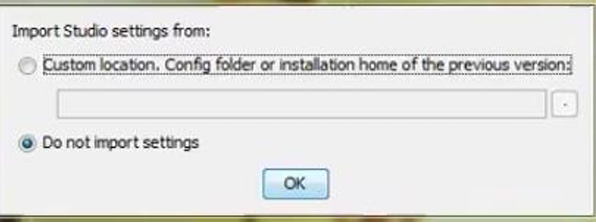 Import Studio settings from:
Custom location. Config folder or installation home of the previous version:
Do not import settings
OK